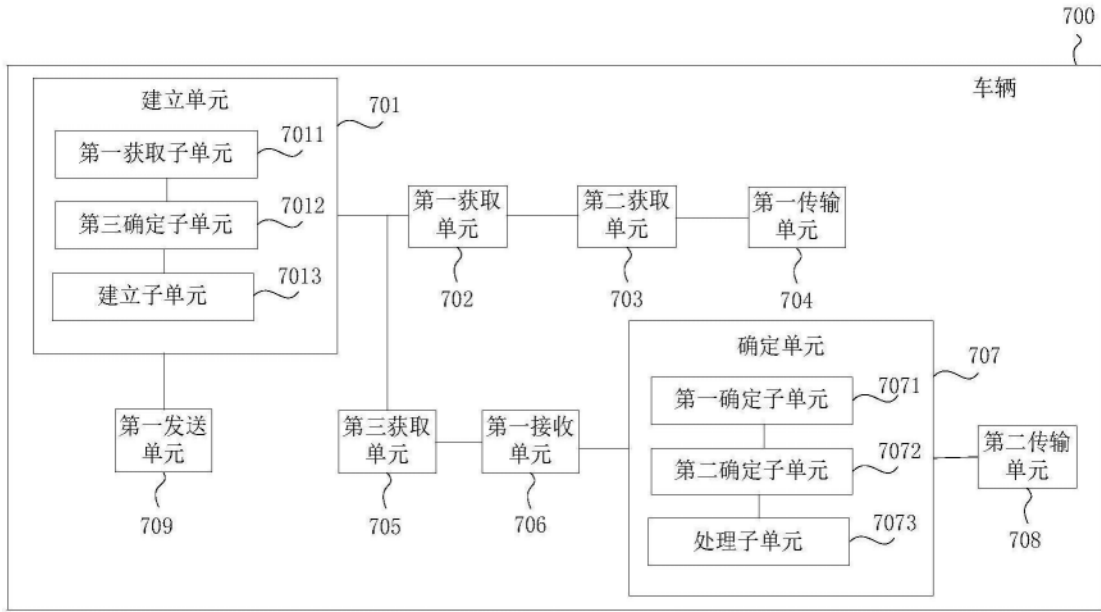 700
车辆
建立单元
701
第一获取子单元
7011
第三确定子单元
7012
建立子单元
7013
第一获取
单元
702
第二获取
单元
703
第一传输
单元
704
第一发送
单元
709
第三获取
单元
705
第一接收
单元
706
确定单元
707
第一确定子单元
7071
第二确定子单元
7072
处理子单元
7073
第二传输
单元
708